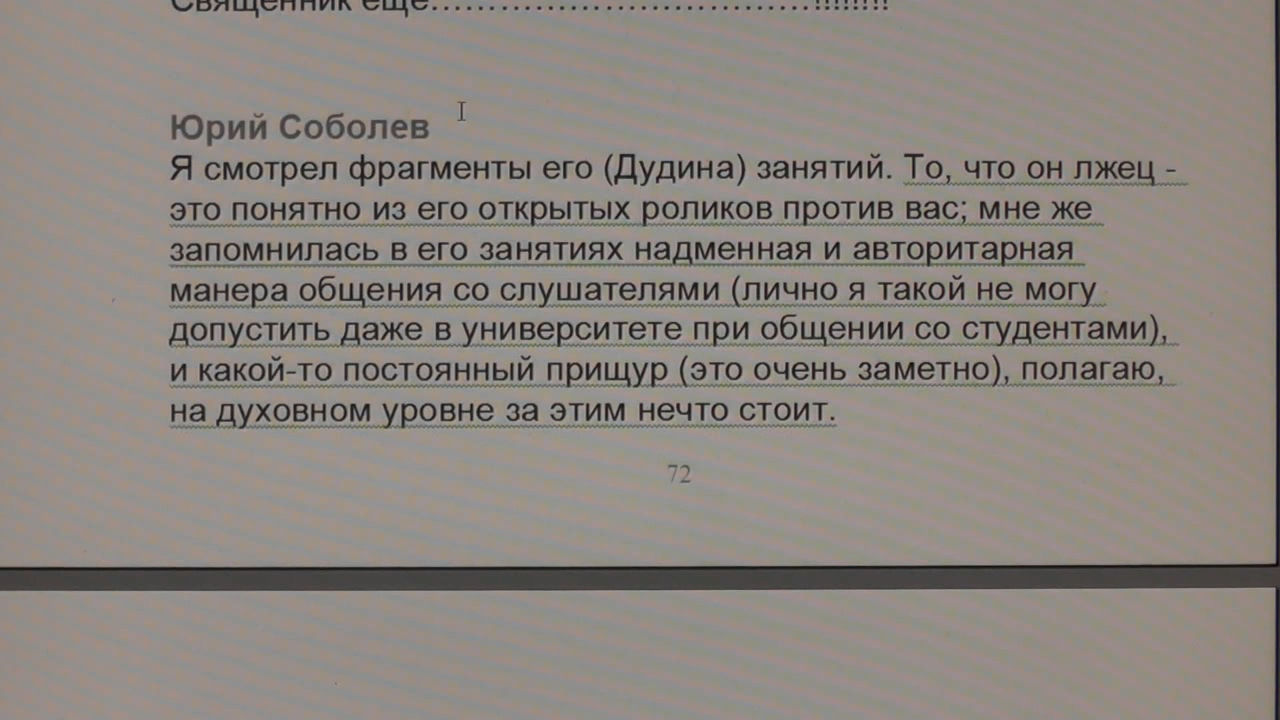 Священник еще……………………………!!!!!!!!
Юрий Соболев
Я смотрел фрагменты его (Дудина) занятий. То, что он лжец -
это понятно из его открытых роликов против вас; мне же
запомнилась в его занятиях надменная и авторитарная
манера общения со слушателями (лично я такой не могу
допустить даже в университете при общении со студентами),
и какой-то постоянный прищур (это очень заметно), полагаю,
на духовном уровне за этим нечто стоит.
72